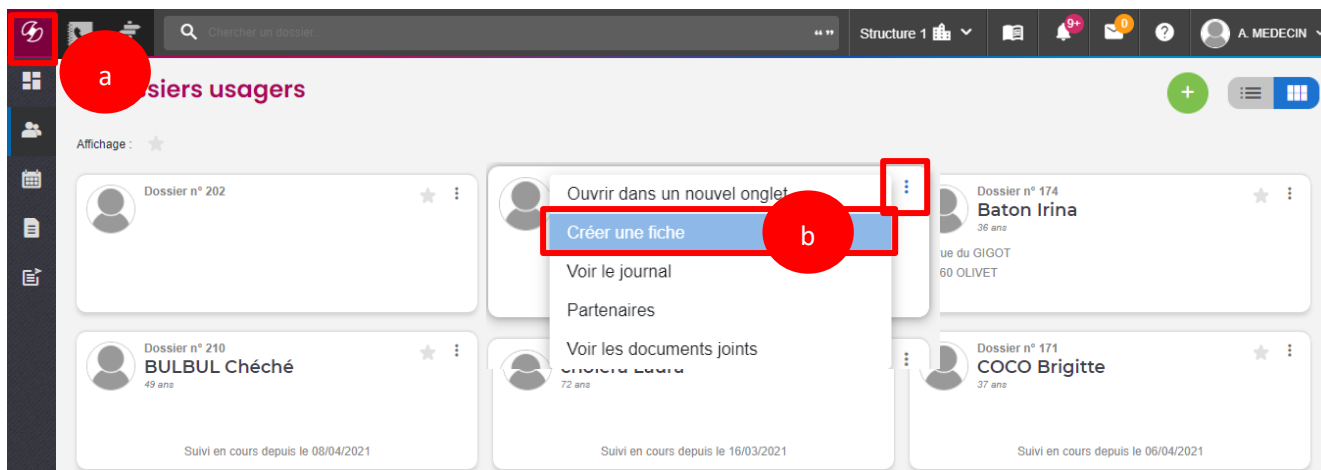 Chercher un dossier...
“ ”
Structure 1
9+
0
?
A. MEDECIN
a
siers usagers
+
Affichage :
Dossier n° 202
Ouvrir dans un nouvel onglet
Créer une fiche
b
Voir le journal
Partenaires
Voir les documents joints
Dossier n° 174
Baton Irina
36 ans
ue du GIGOT
60 OLIVET
Dossier n° 210
BULBUL Chéché
49 ans
Suivi en cours depuis le 08/04/2021
72 ans
Suivi en cours depuis le 16/03/2021
Dossier n° 171
COCO Brigitte
37 ans
Suivi en cours depuis le 06/04/2021